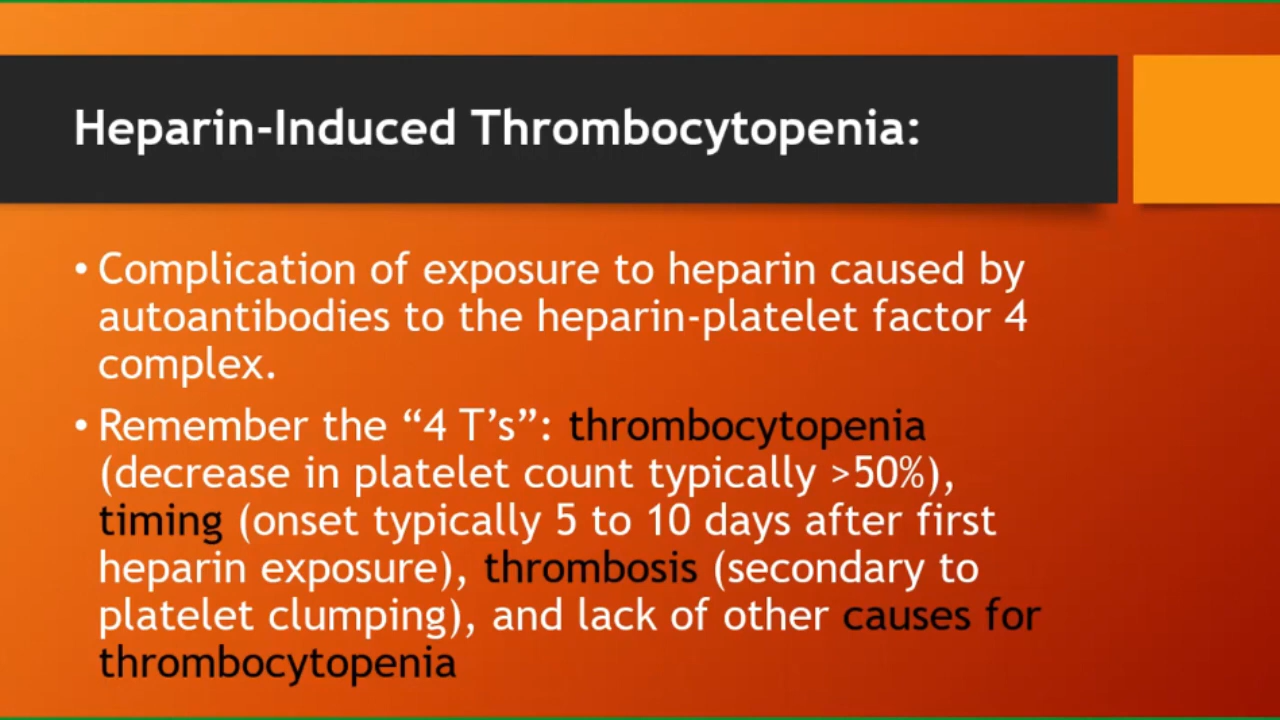 Heparin-Induced Thrombocytopenia:
• Complication of exposure to heparin caused by
autoantibodies to the heparin-platelet factor 4
complex.
• Remember the “4 T’s”: thrombocytopenia
(decrease in platelet count typically >50%),
timing (onset typically 5 to 10 days after first
heparin exposure), thrombosis (secondary to
platelet clumping), and lack of other causes for
thrombocytopenia